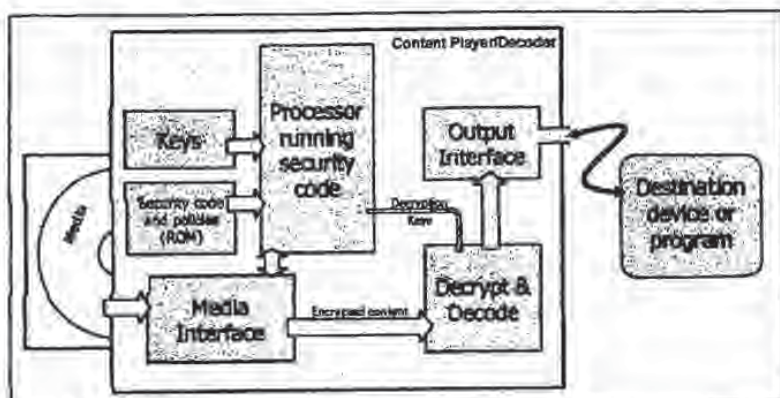 Content Player/Decoder
Keys
Security code
and policies
(ROM)
Processor
running
security
code
Output
Interface
Destination
device or
program
Media
Decryption
Keys
Media
Interface
Encrypted content
Decrypt &
Decode